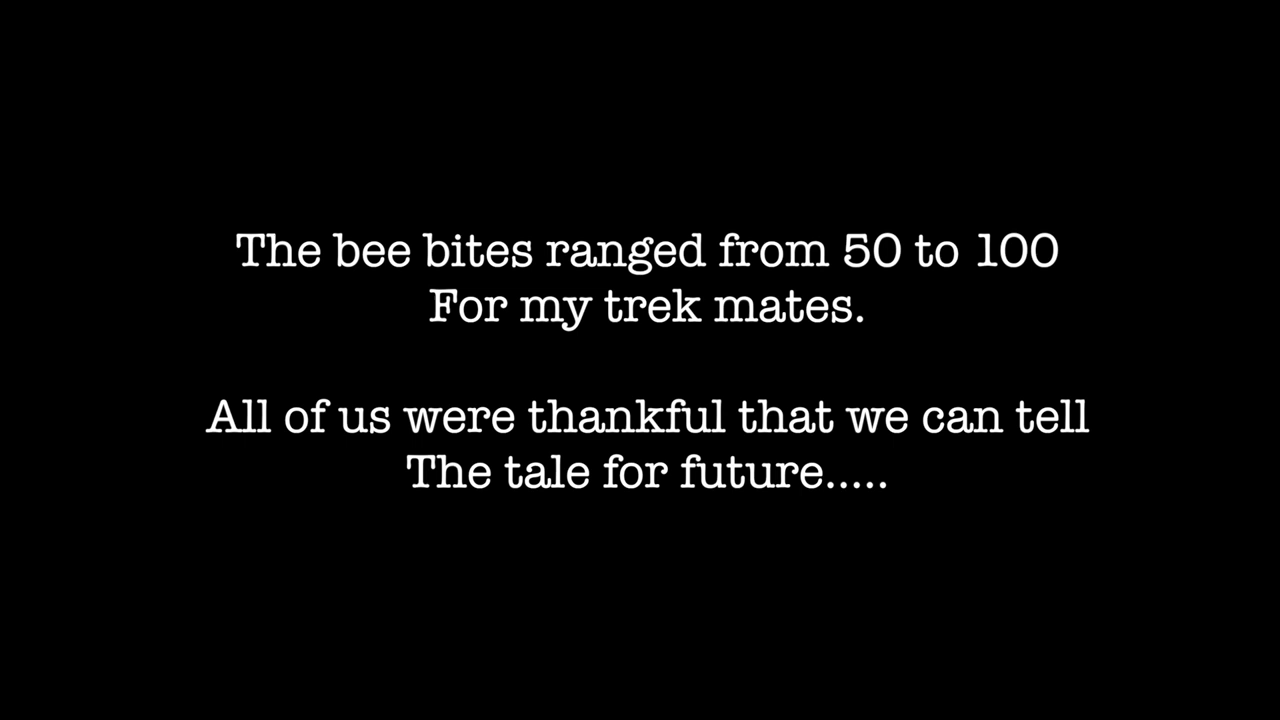 The bee bites ranged from 50 to 100
For my trek mates.
All of us were thankful that we can tell
The tale for future.....